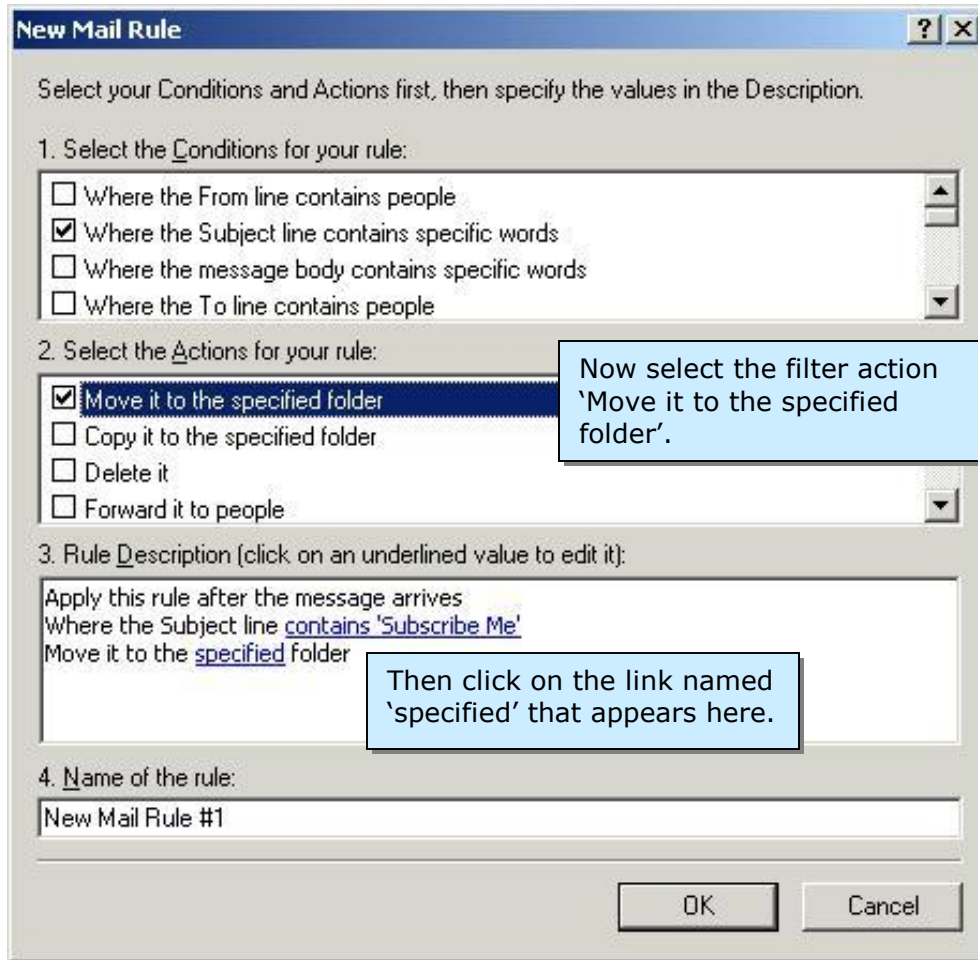 New Mail Rule
Select your Conditions and Actions first, then specify the values in the Description.
1. Select the Conditions for your rule:
Where the From line contains people
Where the Subject line contains specific words
Where the message body contains specific words
Where the To line contains people
2. Select the Actions for your rule:
Move it to the specified folder
Copy it to the specified folder
Delete it
Forward it to people
Now select the filter action
‘Move it to the specified
folder’.
3. Rule Description (click on an underlined value to edit it):
Apply this rule after the message arrives
Where the Subject line contains 'Subscribe Me'
Move it to the specified folder
Then click on the link named
‘specified’ that appears here.
4. Name of the rule:
New Mail Rule #1
OK
Cancel